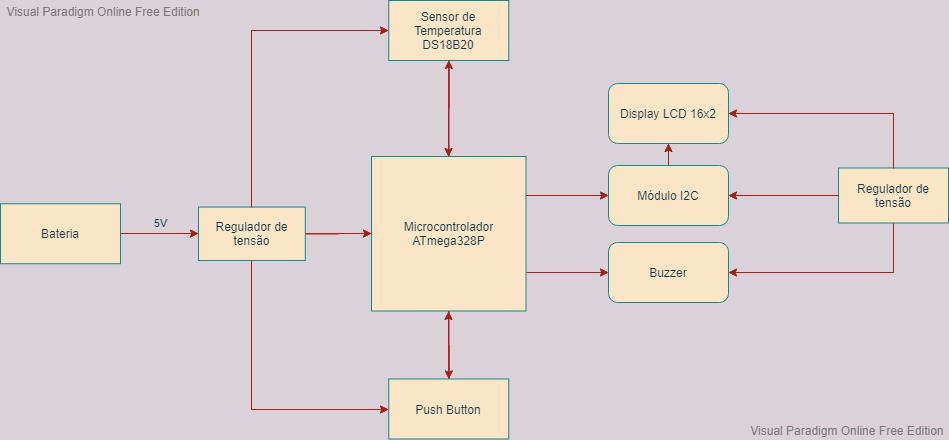 Visual Paradigm Online Free Edition
Sensor de
Temperatura
DS18B20
Display LCD 16x2
Módulo I2C
Regulador de
tensão
Bateria
5V
Regulador de
tensão
Microcontrolador
ATmega328P
Buzzer
Push Button
Visual Paradigm Online Free Edition